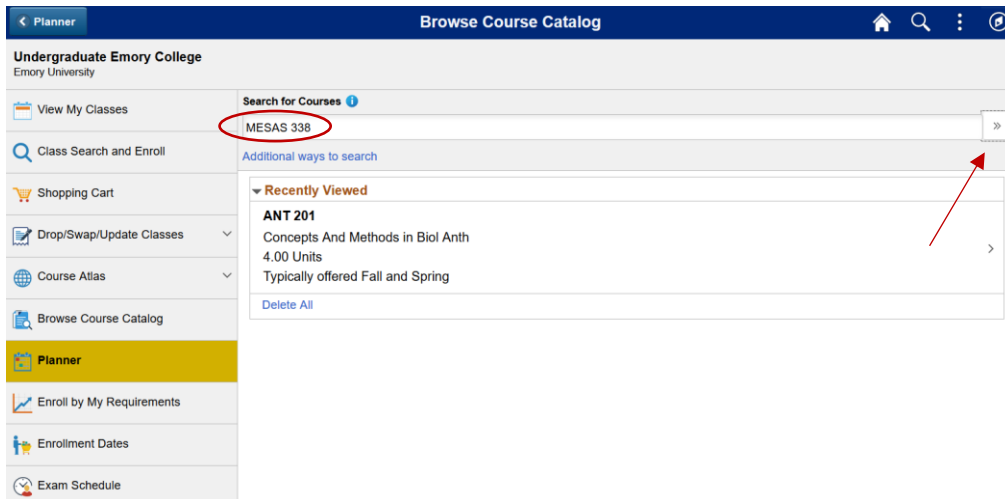 Planner
Browse Course Catalog
Undergraduate Emory College
Emory University
View My Classes
Class Search and Enroll
Shopping Cart
Drop/Swap/Update Classes
Course Atlas
Browse Course Catalog
Planner
Enroll by My Requirements
Enrollment Dates
Exam Schedule
Search for Courses
MESAS 338
Additional ways to search
Recently Viewed
ANT 201
Concepts And Methods in Biol Anth
4.00 Units
Typically offered Fall and Spring
Delete All